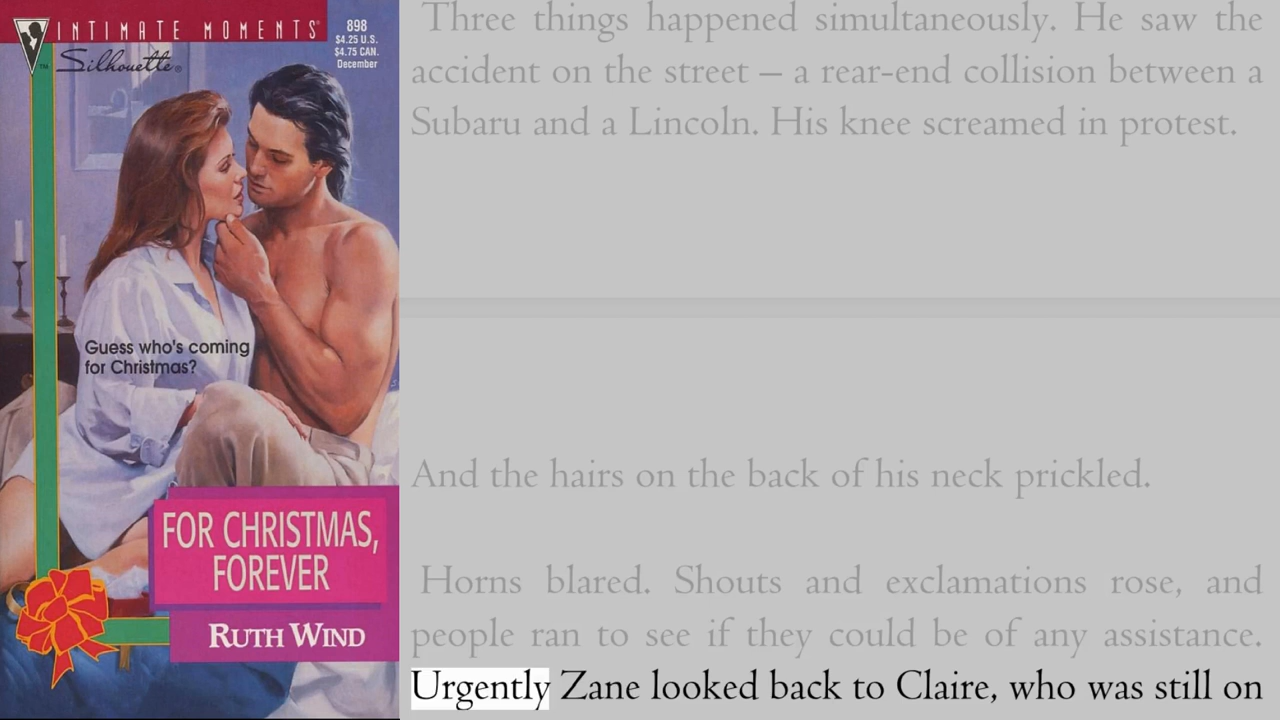 INTIMATE MOMENTS®
898
$4.25 U.S.
$4.75 CAN.
December
TM
Silhouette®
Guess who's coming
for Christmas?
FOR CHRISTMAS,
FOREVER
RUTH WIND
Three things happened simultaneously. He saw the
accident on the street – a rear-end collision between a
Subaru and a Lincoln. His knee screamed in protest.
And the hairs on the back of his neck prickled.
Horns blared. Shouts and exclamations rose, and
people ran to see if they could be of any assistance.
Urgently Zane looked back to Claire, who was still on